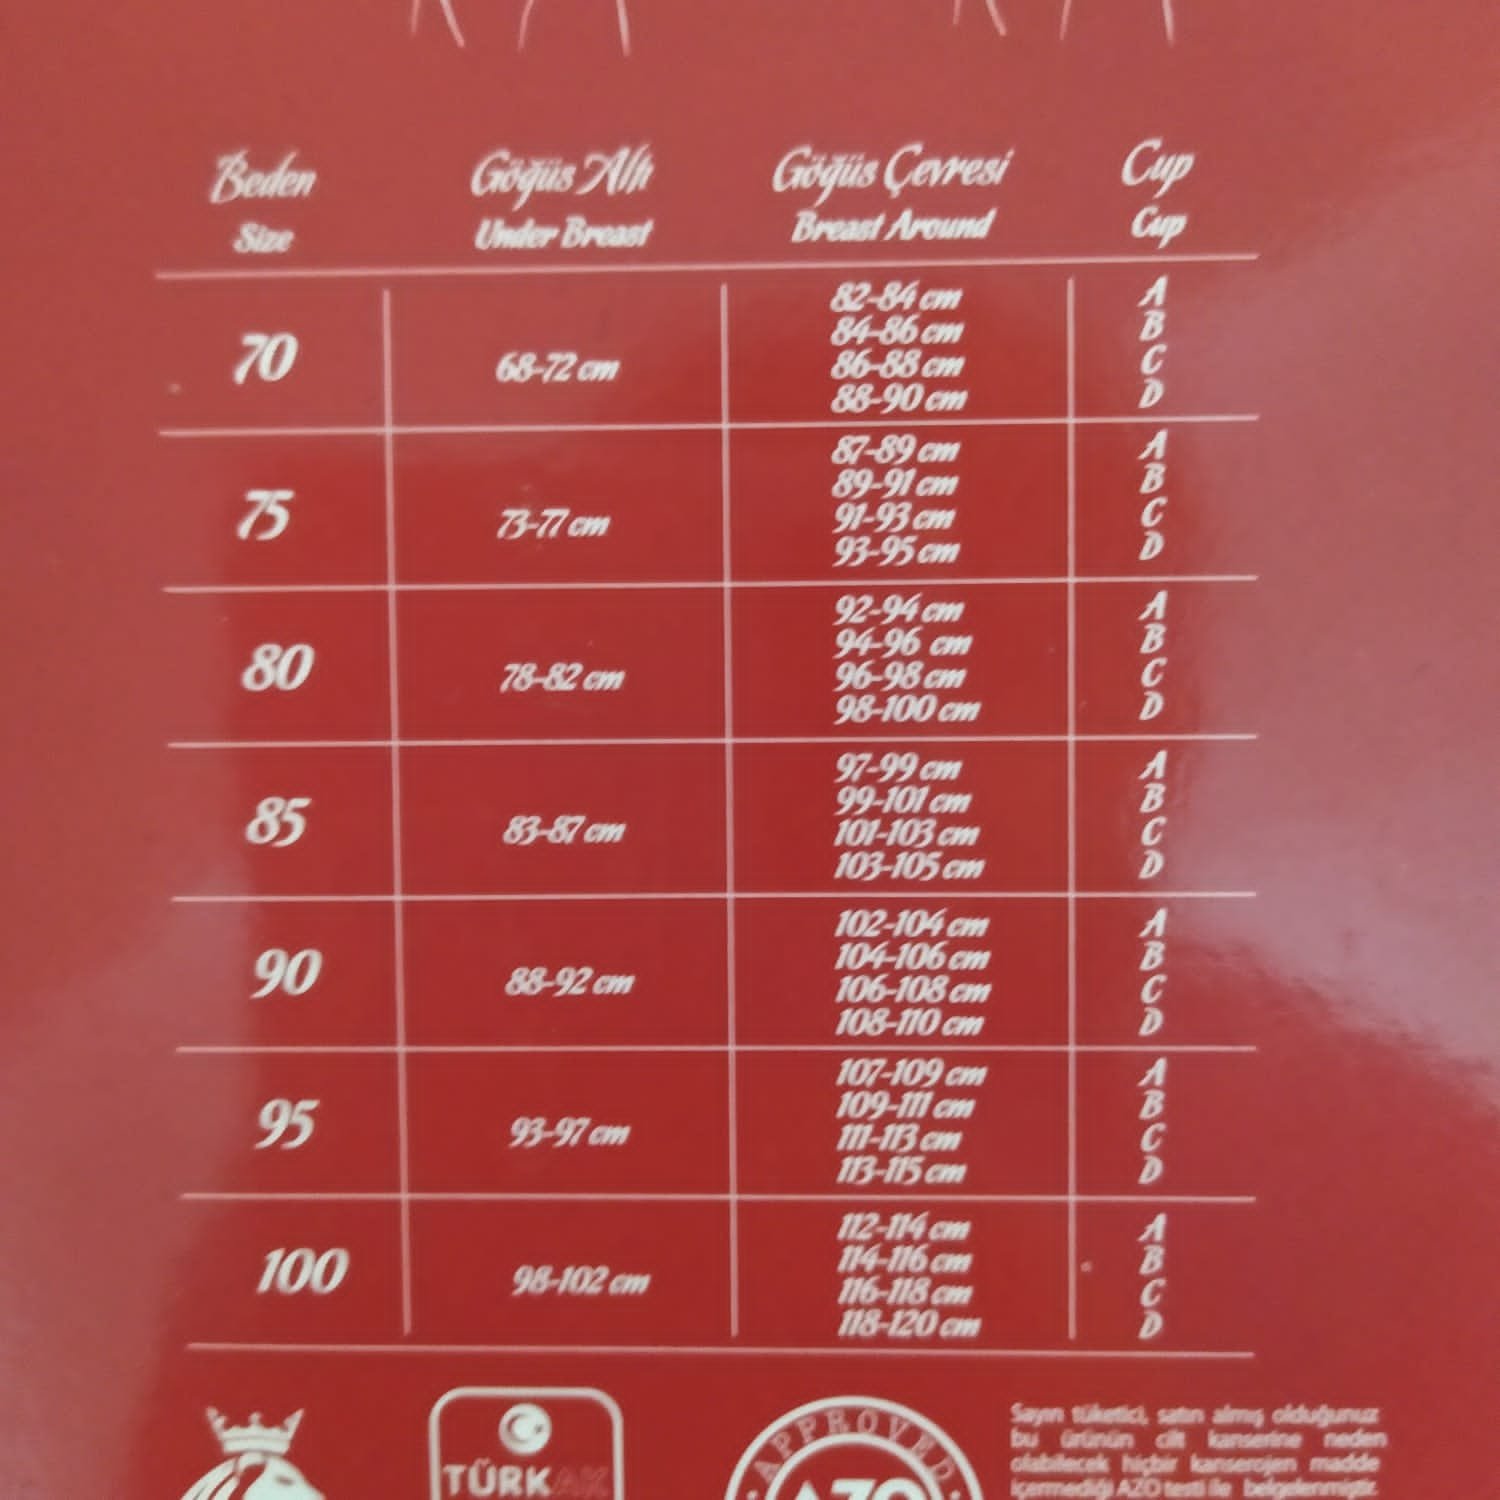 Beden Göğüs Altı Göğüs Çevresi Cup
Size Under Breast Breast Around Cup
70 68-72 cm
82-84 cm A
84-86 cm B
86-88 cm C
88-90 cm D
75 73-77 cm
87-89 cm A
89-91 cm B
91-93 cm C
93-95 cm D
80 78-82 cm
92-94 cm A
94-96 cm B
96-98 cm C
98-100 cm D
85 83-87 cm
97-99 cm A
99-101 cm B
101-103 cm C
103-105 cm D
90 88-92 cm
102-104 cm A
104-106 cm B
106-108 cm C
108-110 cm D
95 93-97 cm
107-109 cm A
109-111 cm B
111-113 cm C
113-115 cm D
100 98-102 cm
112-114 cm A
114-116 cm B
116-118 cm C
118-120 cm D
TÜRKAK
APPROVED
AZO
Sayın tüketici, satın almış olduğunuz
bu ürünün cilt kanserine neden
olabilecek hiçbir kanserojen madde
içermediği AZO testi ile belgelenmiştir.